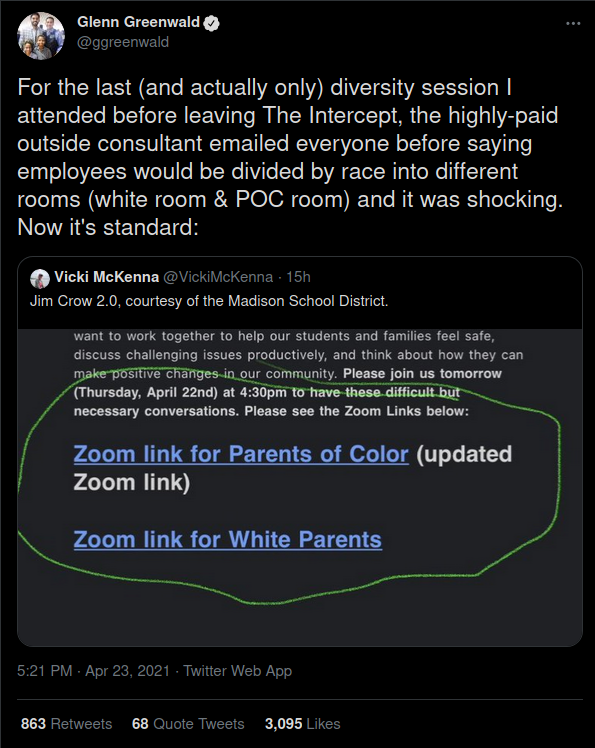 Glenn Greenwald
@ggreenwald
For the last (and actually only) diversity session I
attended before leaving The Intercept, the highly-paid
outside consultant emailed everyone before saying
employees would be divided by race into different
rooms (white room & POC room) and it was shocking.
Now it's standard:
Vicki McKenna @VickiMcKenna · 15h
Jim Crow 2.0, courtesy of the Madison School District.
want to work together to help our students and families feel safe,
discuss challenging issues productively, and think about how they can
make positive changes in our community. Please join us tomorrow
(Thursday, April 22nd) at 4:30pm to have these difficult but
necessary conversations. Please see the Zoom Links below:
Zoom link for Parents of Color (updated
Zoom link)
Zoom link for White Parents
5:21 PM · Apr 23, 2021 · Twitter Web App
863 Retweets 68 Quote Tweets 3,095 Likes